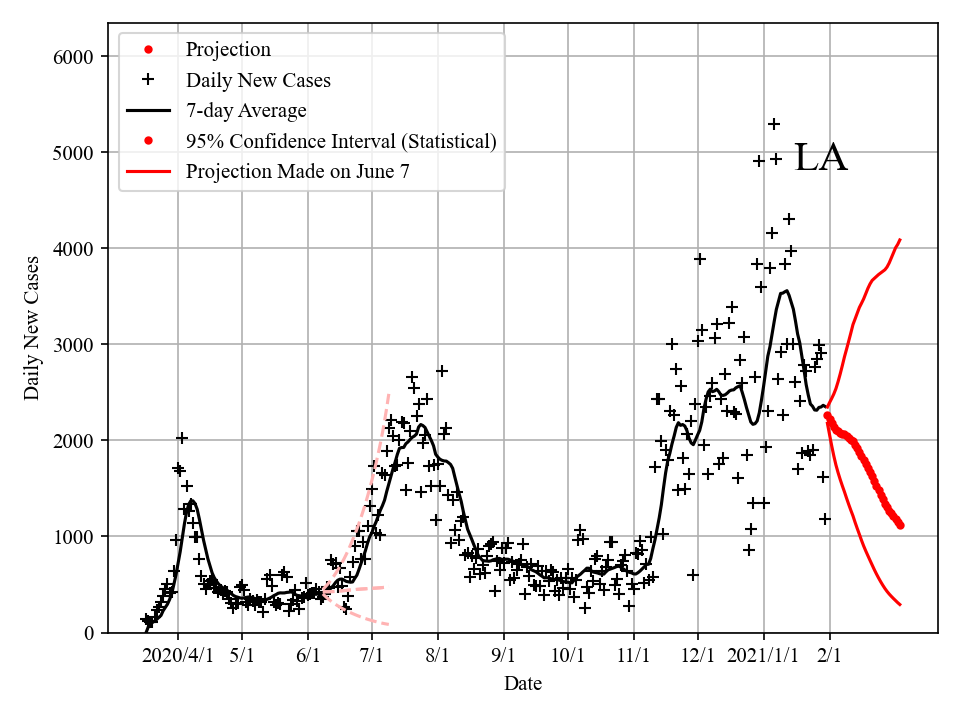 Projection
Daily New Cases
7-day Average
95% Confidence Interval (Statistical)
Projection Made on June 7
LA
6000
5000
4000
3000
2000
1000
0
Daily New Cases
2020/4/1 5/1 6/1 7/1 8/1 9/1 10/1 11/1 12/1 2021/1/1 2/1
Date